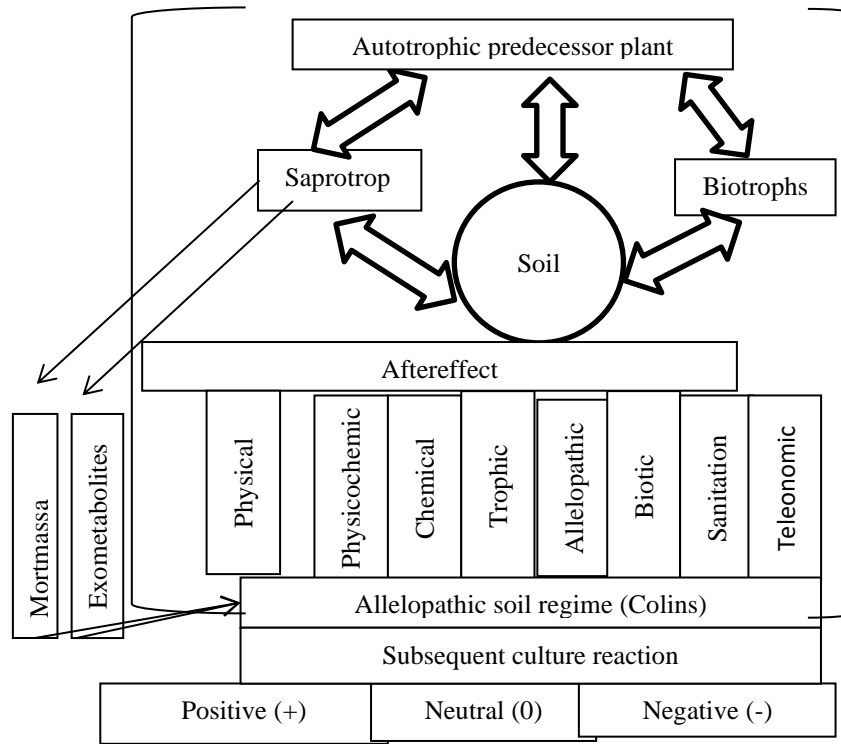 Autotrophic predecessor plant
Saprotrop
Biotrophs
Soil
Aftereffect
Mortmassa
Exometabolites
Physical
Physicochemic
Chemical
Trophic
Allelopathic
Biotic
Sanitation
Teleonomic
Allelopathic soil regime (Colins)
Subsequent culture reaction
Positive (+)
Neutral (0)
Negative (-)